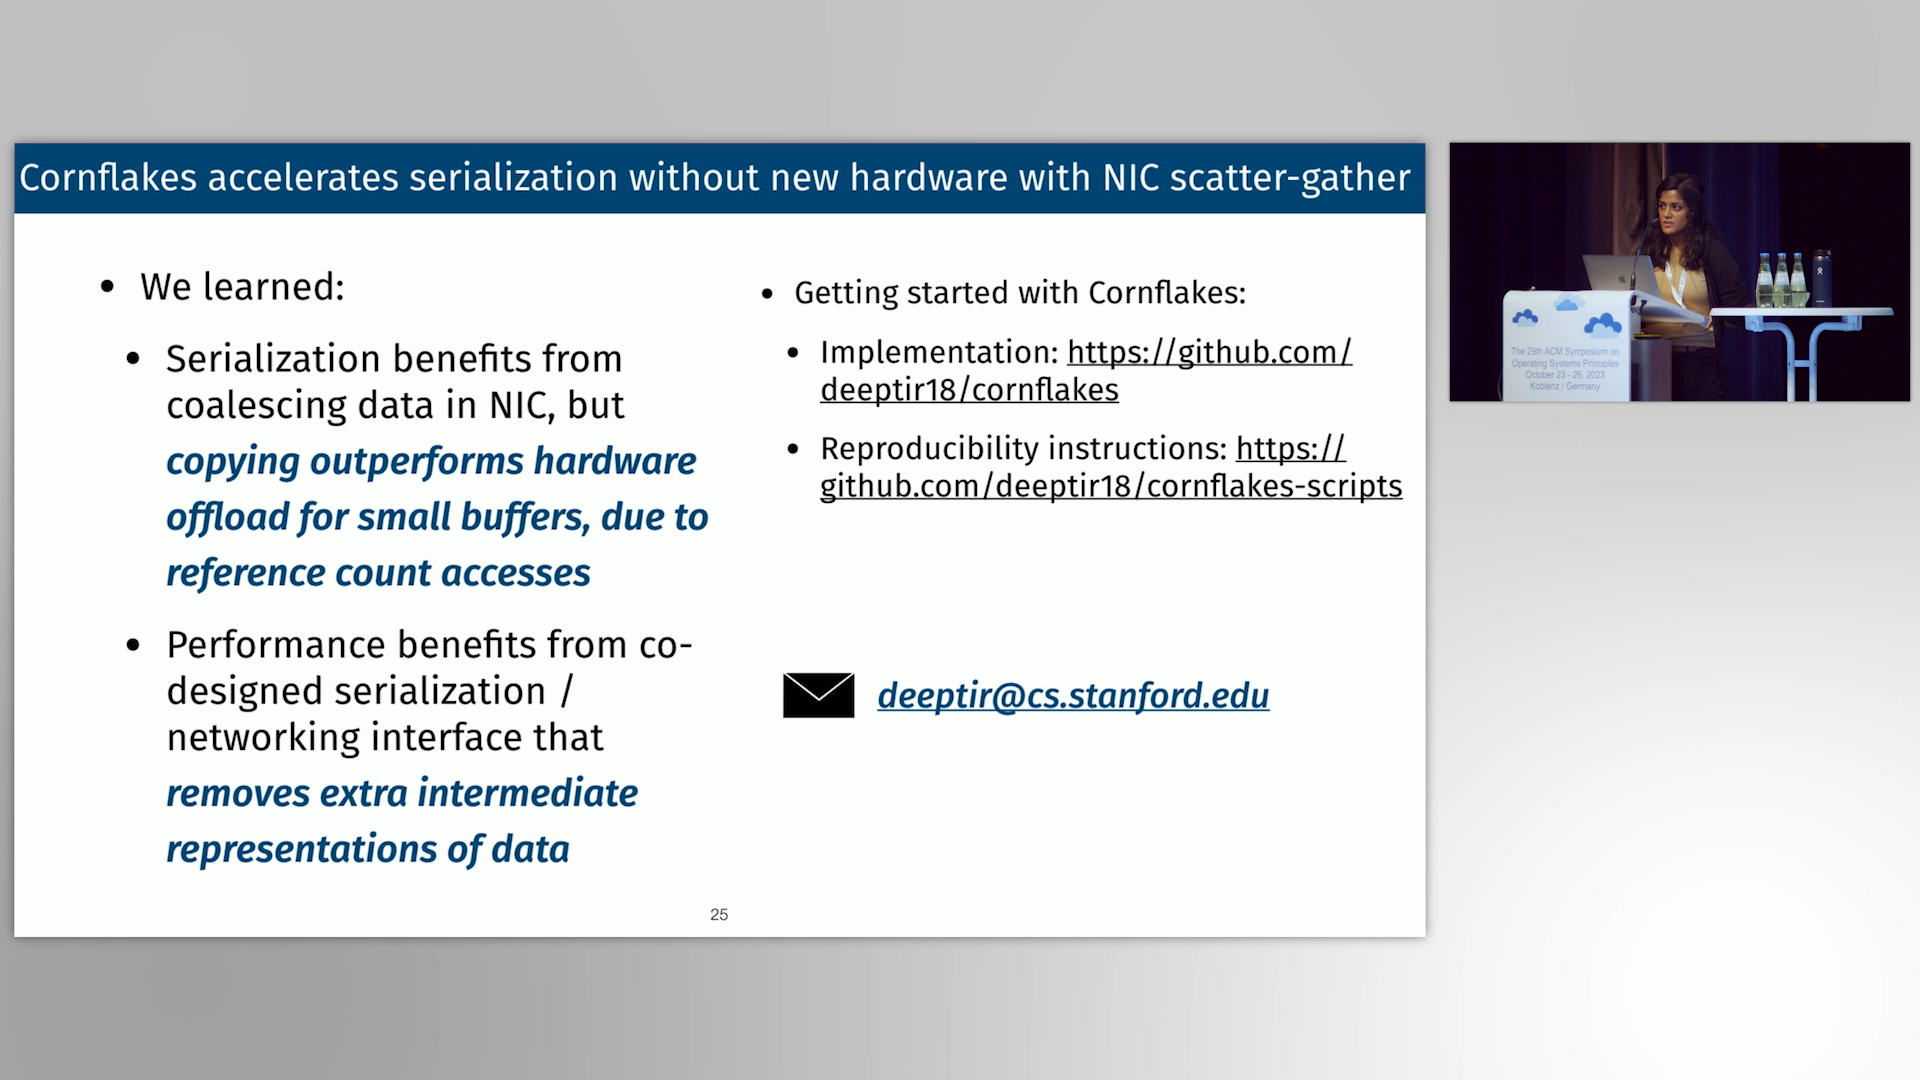 Cornflakes accelerates serialization without new hardware with NIC scatter-gather
• We learned:
• Serialization benefits from
coalescing data in NIC, but
copying outperforms hardware
offload for small buffers, due to
reference count accesses
• Performance benefits from co-
designed serialization /
networking interface that
removes extra intermediate
representations of data
• Getting started with Cornflakes:
• Implementation: https://github.com/
deeptir18/cornflakes
• Reproducibility instructions: https://
github.com/deeptir18/cornflakes-scripts
deeptir@cs.stanford.edu
25
The 29th ACM Symposium on
Operating Systems Principles
October 23 - 26, 2023
Koblenz / Germany